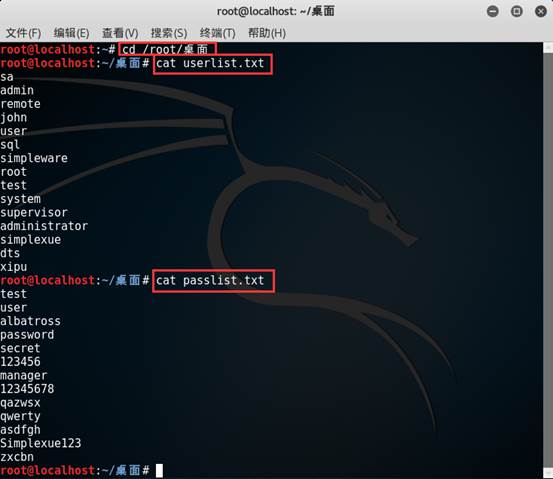 root@localhost: ~/桌面
文件(F) 编辑(E) 查看(V) 搜索(S) 终端(T) 帮助(H)
root@localhost:~# cd /root/桌面
root@localhost:~/桌面# cat userlist.txt
sa
admin
remote
john
user
sql
simpleware
root
test
system
supervisor
administrator
simplexue
dts
xipu
root@localhost:~/桌面# cat passlist.txt
test
user
albatross
password
secret
123456
manager
12345678
qazwsx
qwerty
asdfgh
Simplexue123
zxcbn
root@localhost:~/桌面#